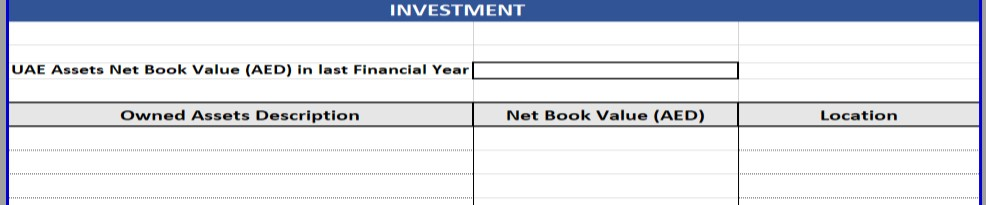 INVESTMENT
UAE Assets Net Book Value (AED) in last Financial Year
Owned Assets Description Net Book Value (AED) Location